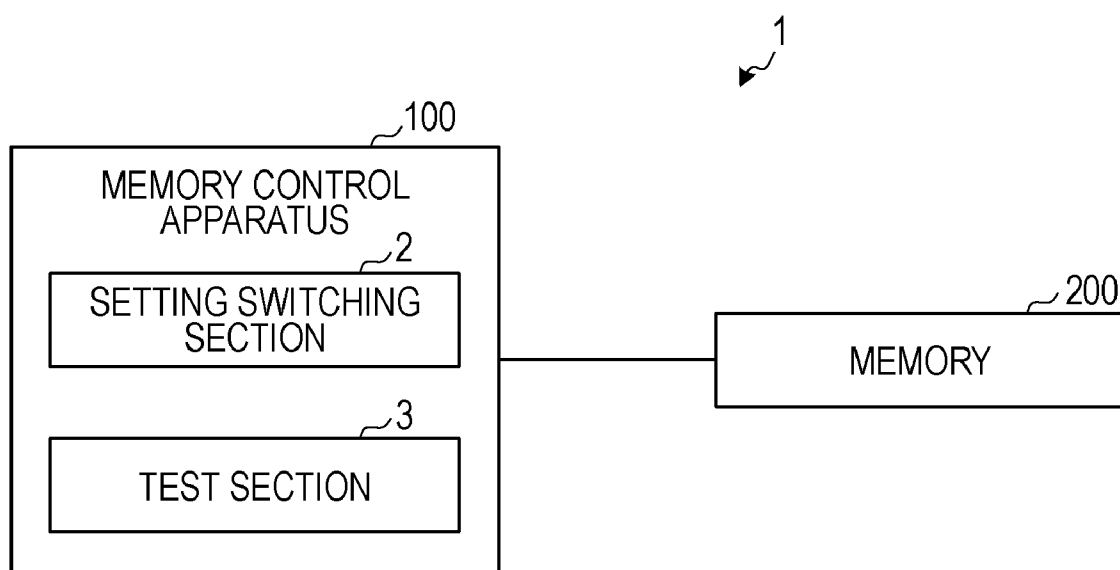 1
100
MEMORY CONTROL
APPARATUS
2
SETTING SWITCHING
SECTION
200
MEMORY
3
TEST SECTION